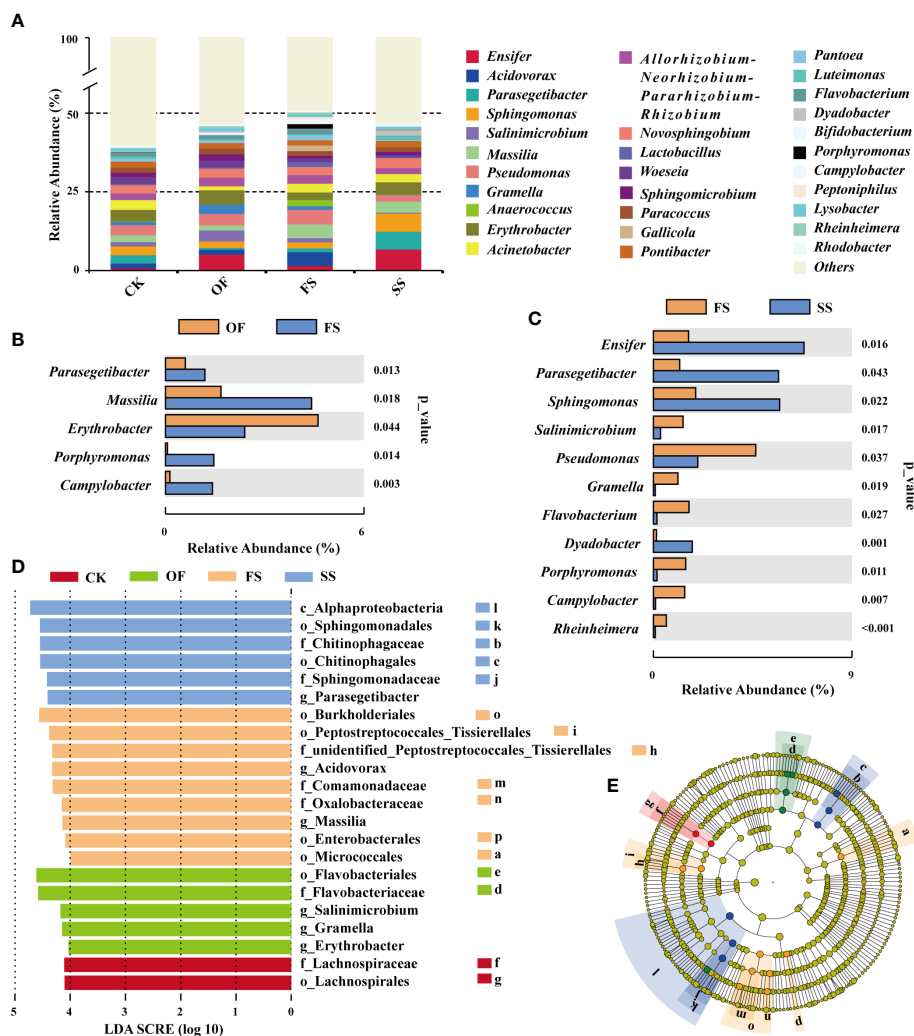 A
100
50
25
0
Relative Abundance (%)
CK
OF
FS
SS
Ensifer
Acidovorax
Parasegetibacter
Sphingomonas
Salinimicrobium
Massilia
Pseudomonas
Gramella
Anaerococcus
Erythrobacter
Acinetobacter
Allorhizobium-
Neorhizobium-
Pararhizobium-
Rhizobium
Novosphingobium
Lactobacillus
Woeseia
Sphingomicrobium
Paracoccus
Gallicola
Pontibacter
Pantoea
Luteimonas
Flavobacterium
Dyadobacter
Bifidobacterium
Porphyromonas
Campylobacter
Peptoniphilus
Lysobacter
Rheinheimera
Rhodobacter
Others
B
OF
FS
Parasegetibacter 0.013
Massilia 0.018
Erythrobacter 0.044
Porphyromonas 0.014
Campylobacter 0.003
p_value
0 6
Relative Abundance (%)
C
FS
SS
Ensifer 0.016
Parasegetibacter 0.043
Sphingomonas 0.022
Salinimicrobium 0.017
Pseudomonas 0.037
Gramella 0.019
Flavobacterium 0.027
Dyadobacter 0.001
Porphyromonas 0.011
Campylobacter 0.007
Rheinheimera <0.001
p_value
0 9
Relative Abundance (%)
D
CK
OF
FS
SS
c_Alphaproteobacteria l
o_Sphingomonadales k
f_Chitinophagaceae b
o_Chitinophagales c
f_Sphingomonadaceae j
g_Parasegetibacter
o_Burkholderiales o
o_Peptostreptococcales_Tissierellales i
f_unidentified_Peptostreptococcales_Tissierellales h
g_Acidovorax
f_Comamonadaceae m
f_Oxalobacteraceae n
g_Massilia
o_Enterobacterales p
o_Micrococcales a
o_Flavobacteriales e
f_Flavobacteriaceae d
g_Salinimicrobium
g_Gramella
g_Erythrobacter
f_Lachnospiraceae f
o_Lachnospirales g
5 4 3 2 1 0
LDA SCRE (log 10)
E
e
d
c
b
a
g
f
i
h
l
k
j
o
m
n
p